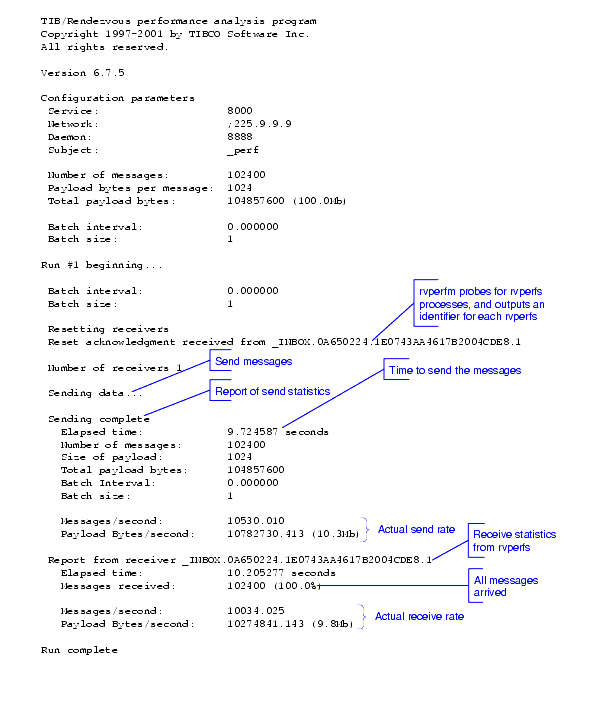 TIB/Rendezvous performance analysis program
Copyright 1997-2001 by TIBCO Software Inc.
All rights reserved.
Version 6.7.5
Configuration parameters
Service: 8000
Network: ;225.9.9.9
Daemon: 8888
Subject: _perf
Number of messages: 102400
Payload bytes per message: 1024
Total payload bytes: 104857600 (100.0Mb)
Batch interval: 0.000000
Batch size: 1
Run #1 beginning...
Batch interval: 0.000000
Batch size: 1
rvperfm probes for rvperfs
processes, and outputs an
identifier for each rvperfs
Resetting receivers
Reset acknowledgment received from _INBOX.0A650224.1E0743AA4617B2004CDE8.1
Send messages
Number of receivers 1
Time to send the messages
Sending data...
Report of send statistics
Sending complete
Elapsed time: 9.724587 seconds
Number of messages: 102400
Size of payload: 1024
Total payload bytes: 104857600
Batch Interval: 0.000000
Batch size: 1
Messages/second: 10530.010
Payload Bytes/second: 10782730.413 (10.3Mb)
Actual send rate
Receive statistics
from rvperfs
Report from receiver _INBOX.0A650224.1E0743AA4617B2004CDE8.1
Elapsed time: 10.205277 seconds
Messages received: 102400 (100.0%)
All messages
arrived
Messages/second: 10034.025
Payload Bytes/second: 10274841.143 (9.8Mb)
Actual receive rate
Run complete